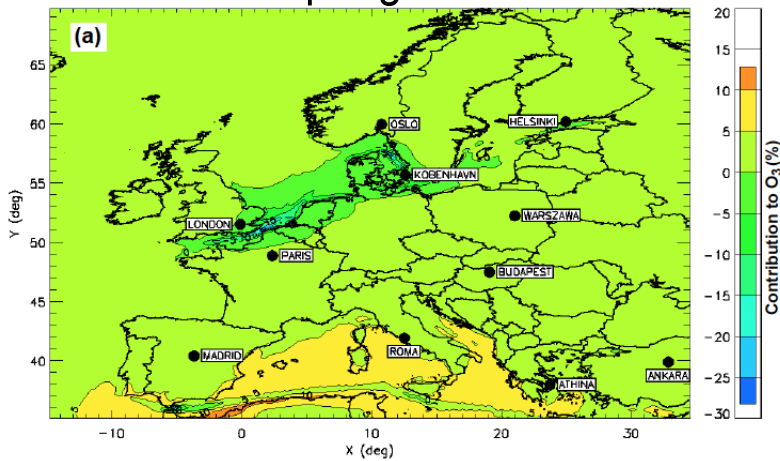 (a)
65
60
55
50
45
40
-10
0
10
20
30
X (deg)
Y (deg)
OSLO
HELSINKI
KOBENHAVN
LONDON
WARSZAWA
PARIS
BUDAPEST
MADRID
ROMA
ATHINA
ANKARA
20
15
10
5
0
-5
-10
-15
-20
-25
-30
Contribution to O3 (%)